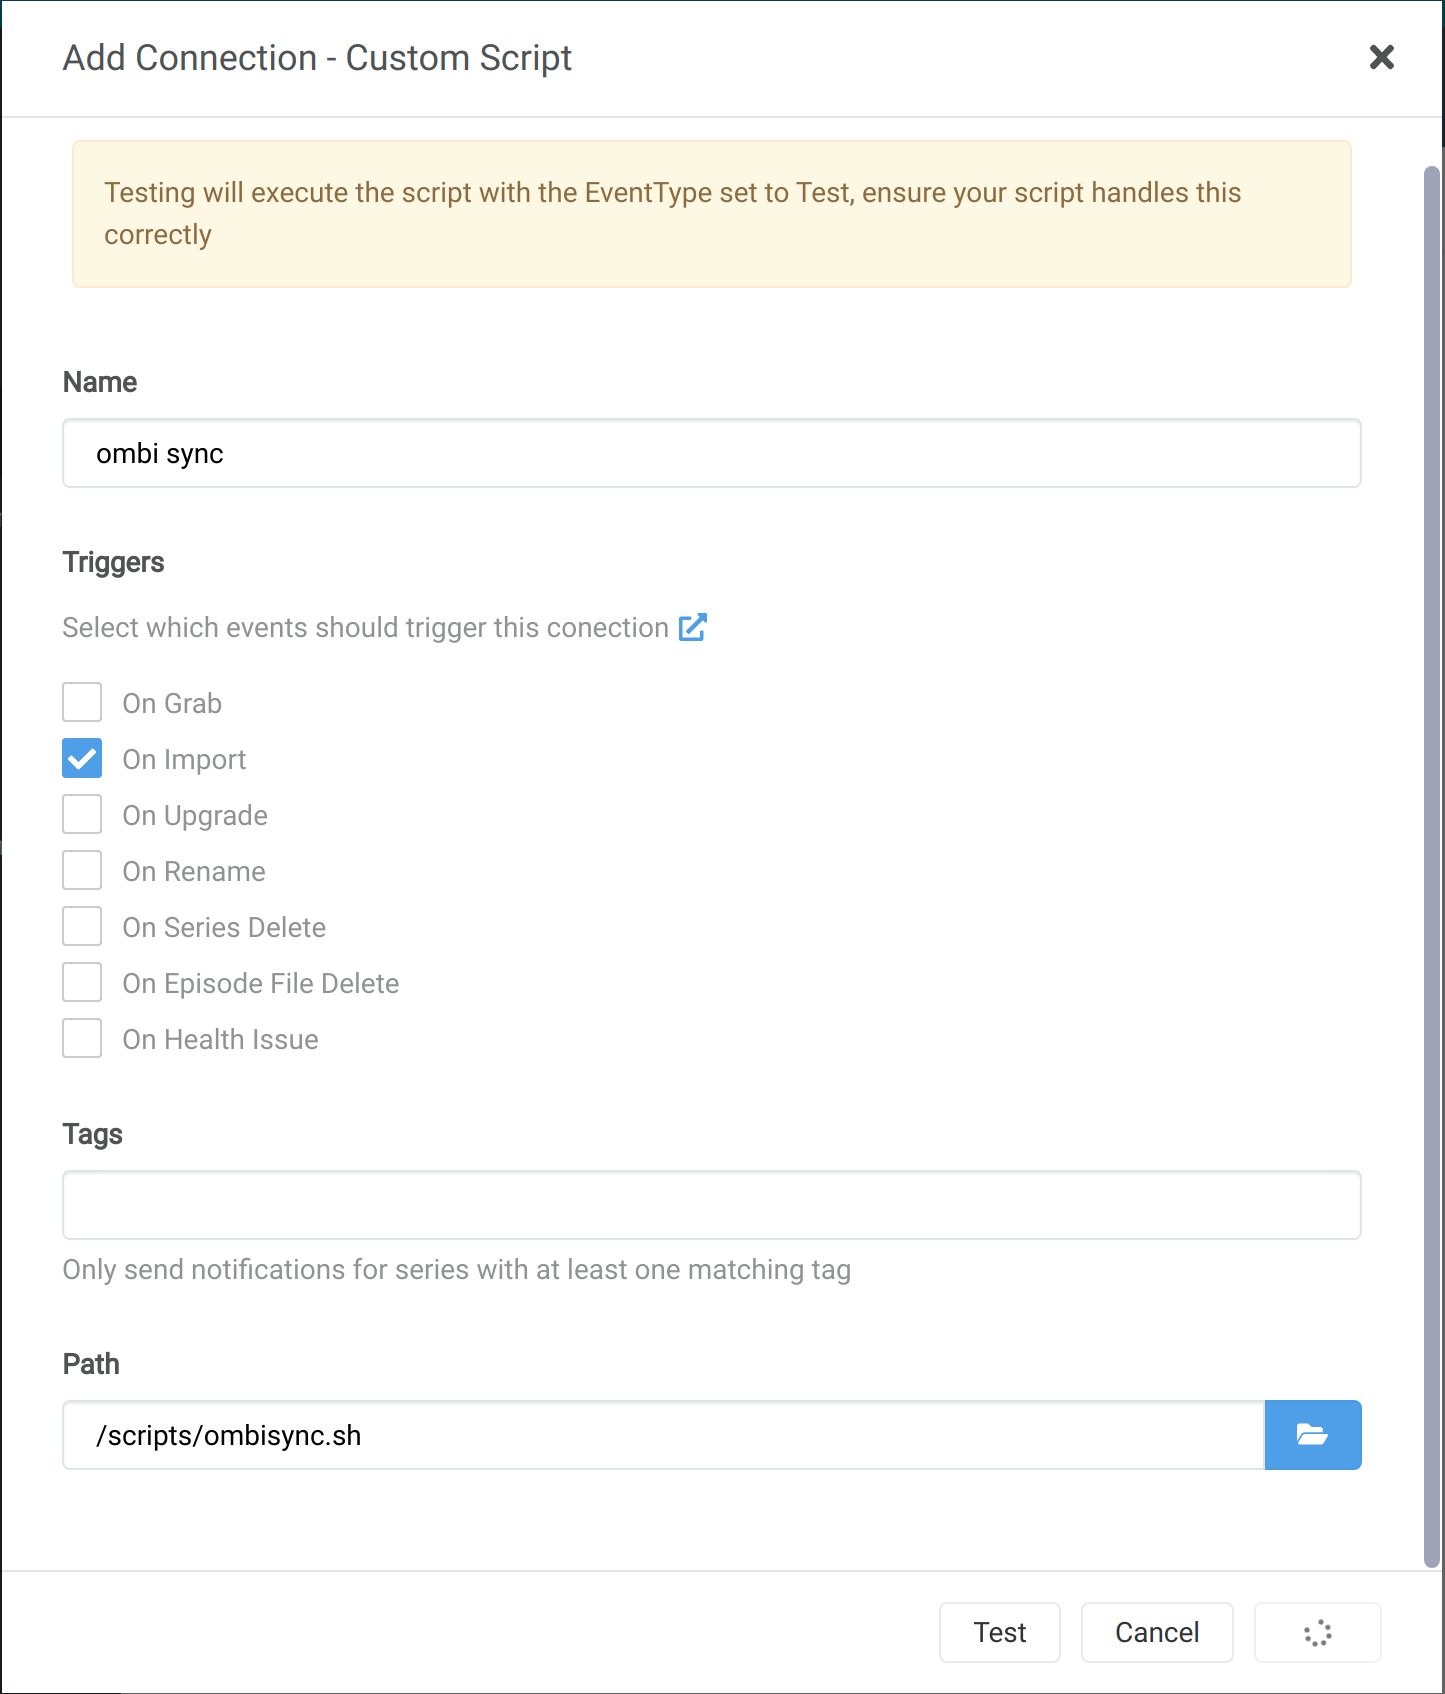 Add Connection - Custom Script
Testing will execute the script with the EventType set to Test, ensure your script handles this
correctly
Name
ombi sync
Triggers
Select which events should trigger this conection
On Grab
On Import
On Upgrade
On Rename
On Series Delete
On Episode File Delete
On Health Issue
Tags
Only send notifications for series with at least one matching tag
Path
/scripts/ombisync.sh
Test
Cancel